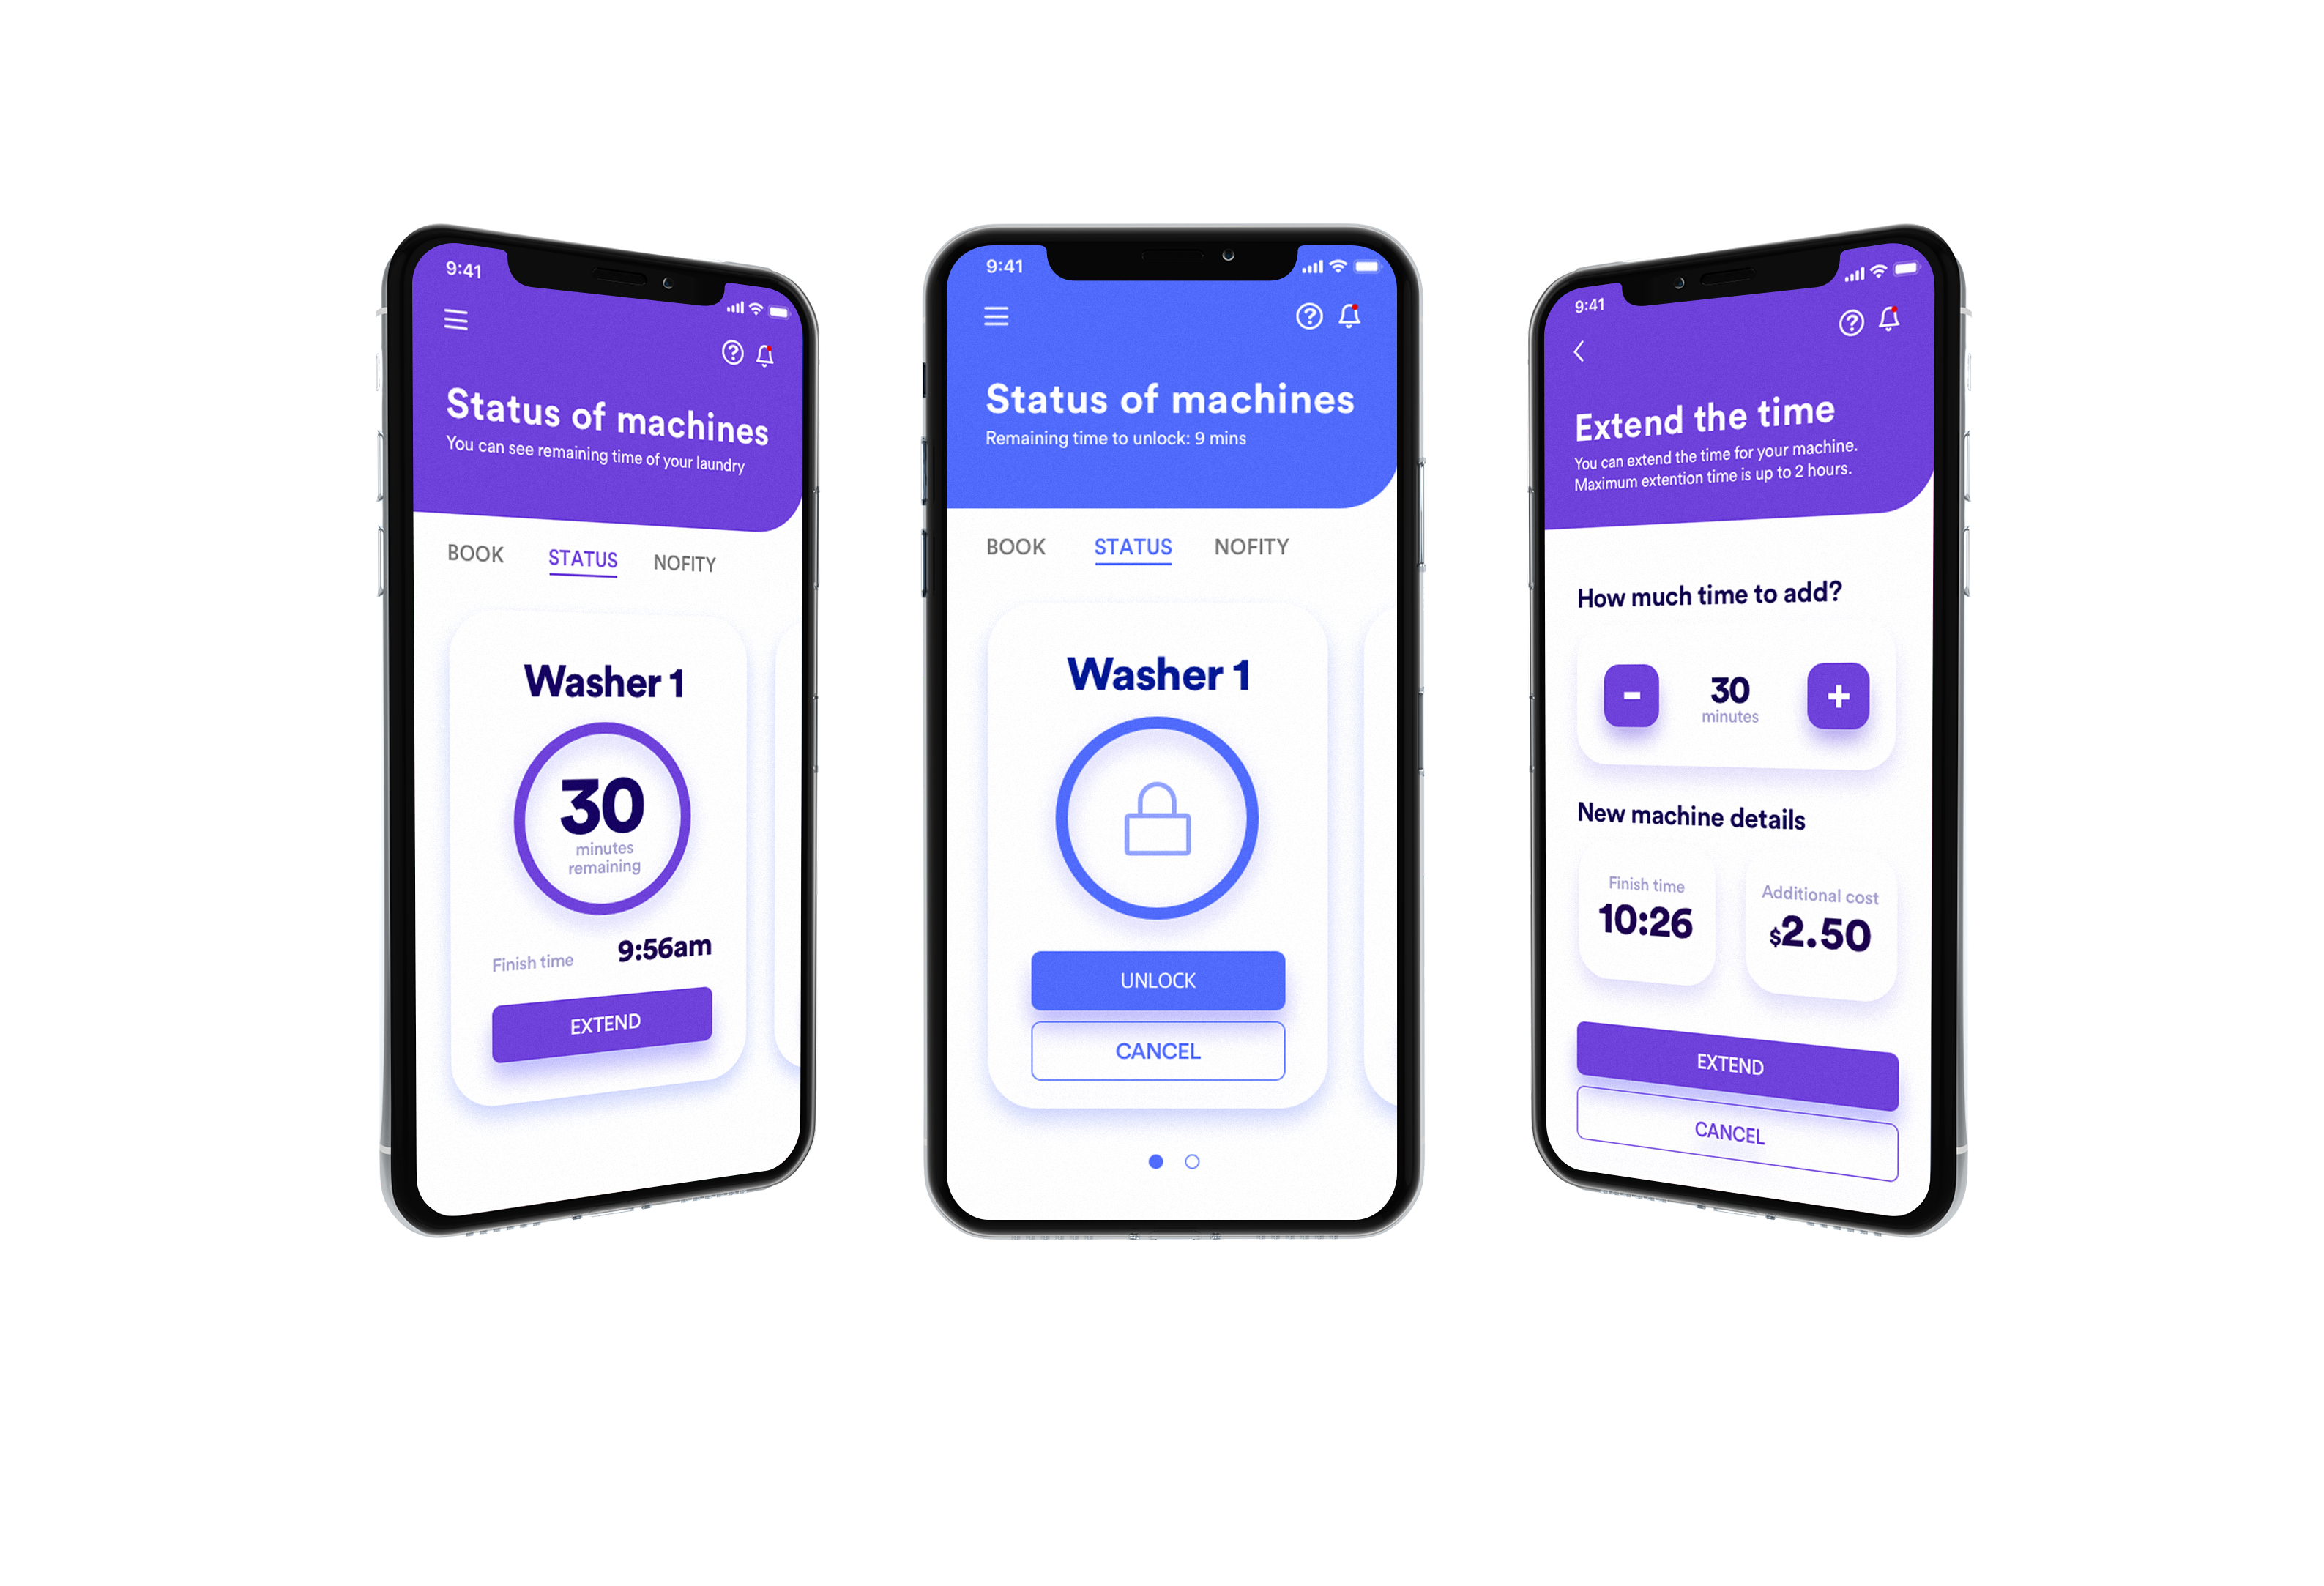 9:41
Status of machines
You can see remaining time of your laundry
BOOK STATUS NOFITY
Washer 1
30
minutes
remaining
Finish time 9:56am
EXTEND
9:41
Status of machines
Remaining time to unlock: 9 mins
BOOK STATUS NOFITY
Washer 1
UNLOCK
CANCEL
9:41
Extend the time
You can extend the time for your machine.
Maximum extention time is up to 2 hours.
How much time to add?
- 30 +
minutes
New machine details
Finish time Additional cost
10:26 $2.50
EXTEND
CANCEL